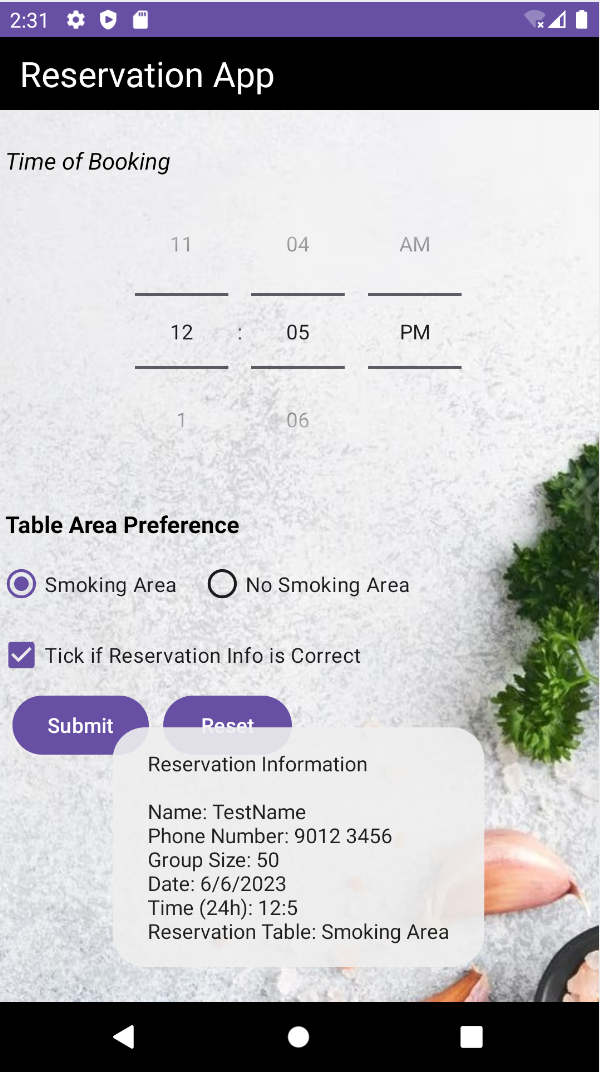 2:31
Reservation App
Time of Booking
11 04 AM
12 : 05 PM
1 06
Table Area Preference
Smoking Area No Smoking Area
Tick if Reservation Info is Correct
Submit Reset
Reservation Information
Name: TestName
Phone Number: 9012 3456
Group Size: 50
Date: 6/6/2023
Time (24h): 12:5
Reservation Table: Smoking Area